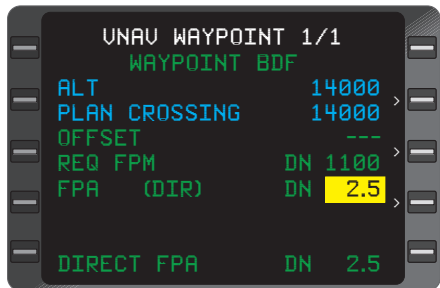 VNAV WAYPOINT 1/1
WAYPOINT BDF
ALT 14000
PLAN CROSSING 14000 >
OFFSET ---
REQ FPM DN 1100 >
FPA (DIR) DN 2.5 >
DIRECT FPA DN 2.5